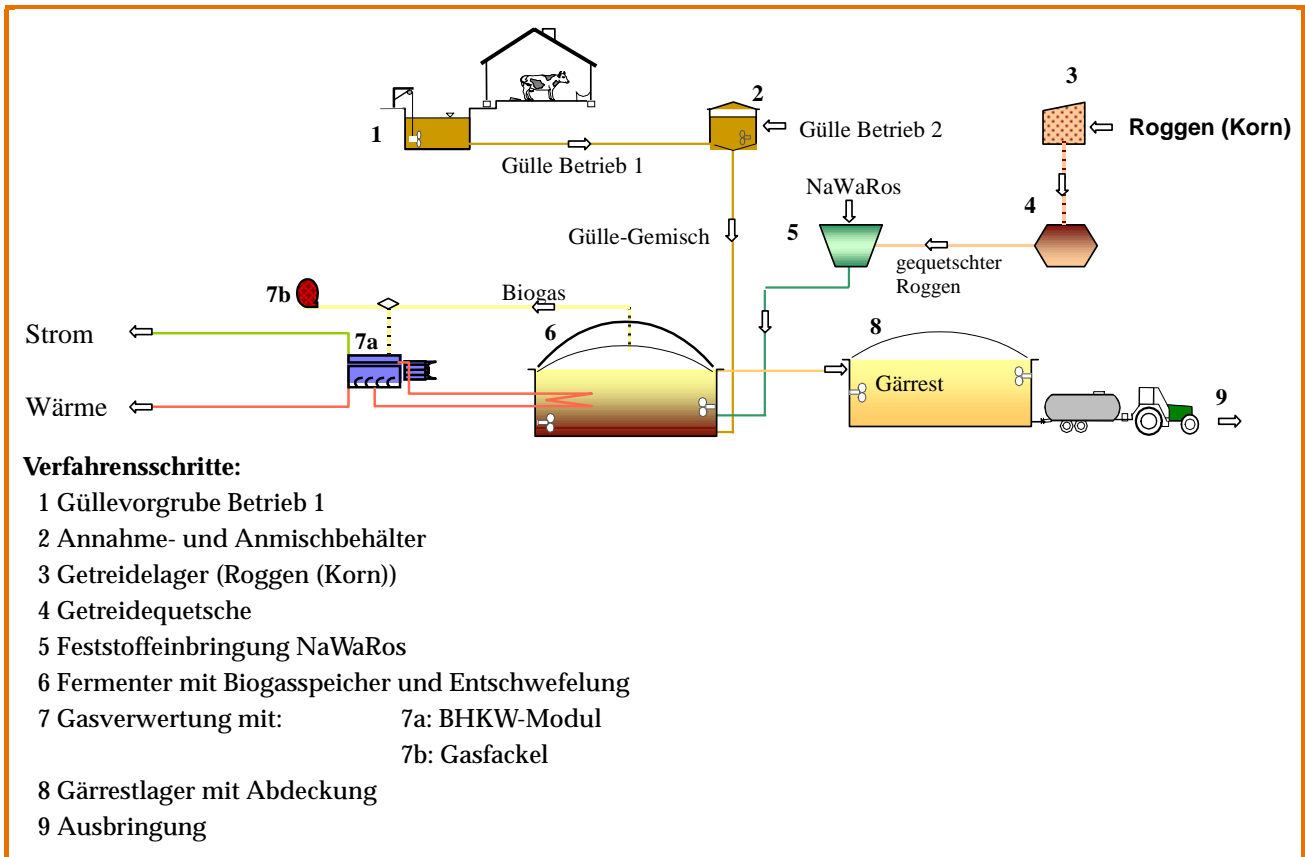 3
2
1
Gülle Betrieb 2
Roggen (Korn)
Gülle Betrieb 1
NaWaRos
4
5
Gülle-Gemisch
gequetschter
Roggen
7b
Biogas
Strom
7a
6
8
Gärrest
Wärme
9
Verfahrensschritte:
1 Güllevorgrube Betrieb 1
2 Annahme- und Anmischbehälter
3 Getreidelager (Roggen (Korn))
4 Getreidequetsche
5 Feststoffeinbringung NaWaRos
6 Fermenter mit Biogasspeicher und Entschwefelung
7 Gasverwertung mit: 7a: BHKW-Modul
7b: Gasfackel
8 Gärrestlager mit Abdeckung
9 Ausbringung